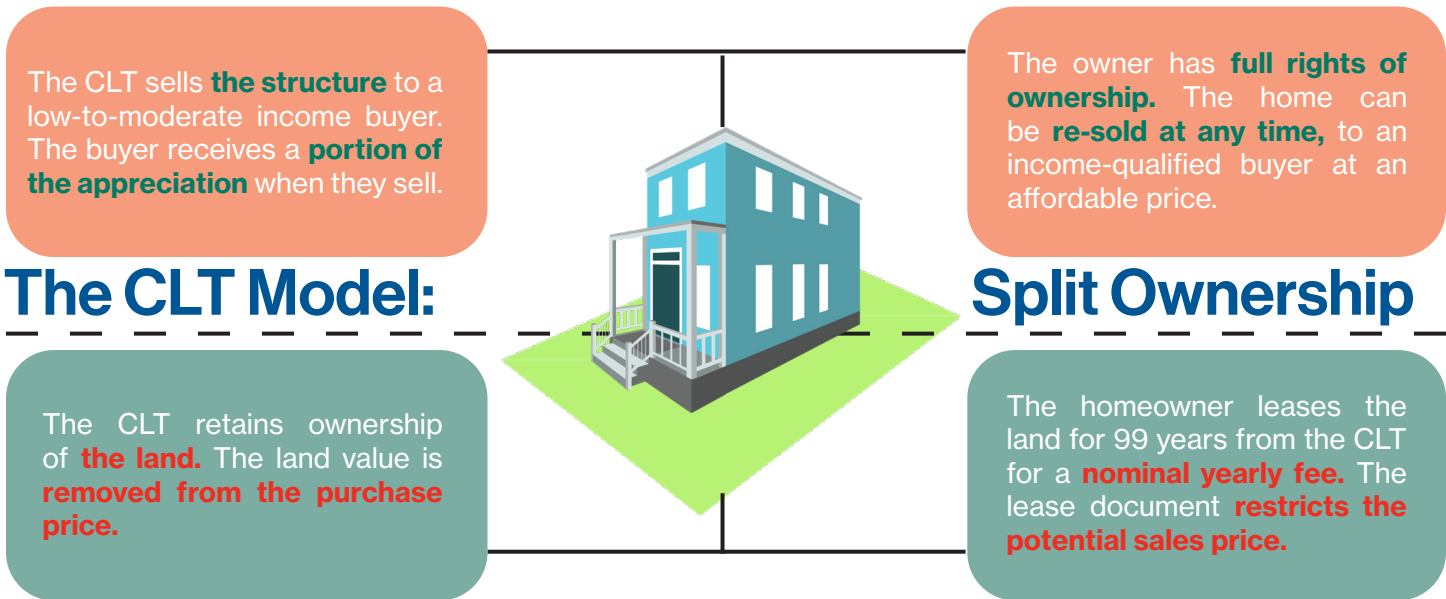 The CLT sells the structure to a
low-to-moderate income buyer.
The buyer receives a portion of
the appreciation when they sell.
The owner has full rights of
ownership. The home can
be re-sold at any time, to an
income-qualified buyer at an
affordable price.
The CLT Model:
Split Ownership
The CLT retains ownership
of the land. The land value is
removed from the purchase
price.
The homeowner leases the
land for 99 years from the CLT
for a nominal yearly fee. The
lease document restricts the
potential sales price.